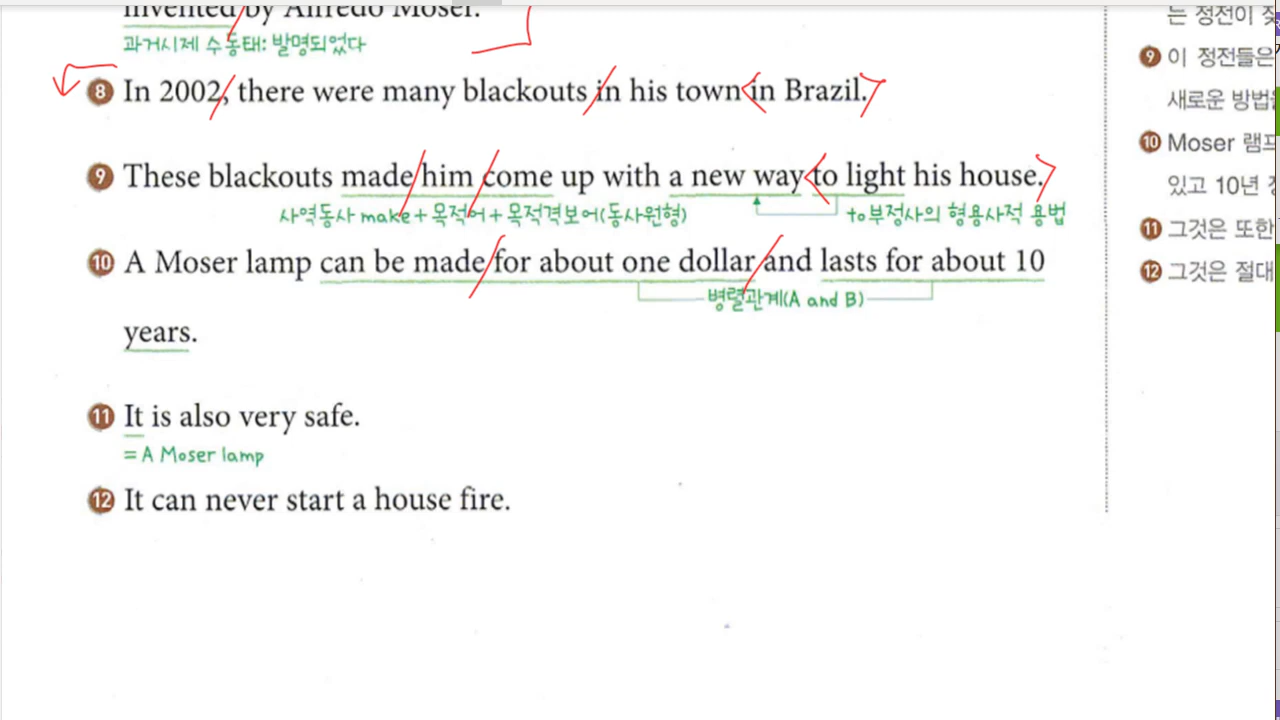 invented by Alfredo Moser.
과거시제 수동태: 발명되었다
8 In 2002, there were many blackouts in his town in Brazil.
9 These blackouts made him come up with a new way to light his house.
사역동사 make + 목적어 + 목적격보어(동사원형) to부정사의 형용사적 용법
10 A Moser lamp can be made for about one dollar and lasts for about 10
병렬관계(A and B)
years.
11 It is also very safe.
= A Moser lamp
12 It can never start a house fire.
는 정전이
9 이 정전들은
새로운
10 Moser
있고 10년
11 그것은 또한
12 그것은 절대